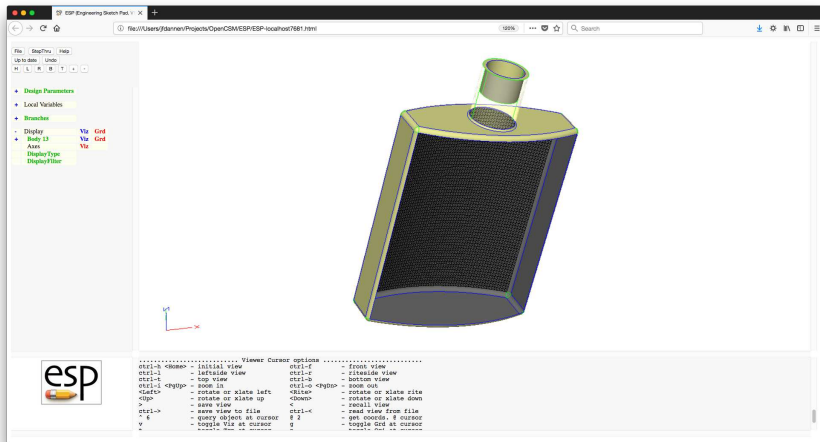 ESP (Engineering Sketch Pad, v
file:///Users/jfdannen/Projects/OpenCSM/ESP/ESP-localhost7681.html
120%
Search
File StepThru Help
Up to date Undo
H L R B T + -
+ Design Parameters
+ Local Variables
+ Branches
- Display Viz Grd
+ Body 13 Viz Grd
Axes Viz
DisplayType
DisplayFilter
x
esp
.......................... Viewer Cursor options ..........................
ctrl-h <Home> - initial view ctrl-f - front view
ctrl-l - leftside view ctrl-r - riteside view
ctrl-t - top view ctrl-b - bottom view
ctrl-i <PgUp> - zoom in ctrl-o <PgDn> - zoom out
<Left> - rotate or xlate left <Rite> - rotate or xlate rite
<Up> - rotate or xlate up <Down> - rotate or xlate down
> - save view < - recall view
ctrl-> - save view to file ctrl-< - read view from file
^ 6 - query object at cursor @ 2 - get coords. @ cursor
v - toggle Viz at cursor g - toggle Grd at cursor